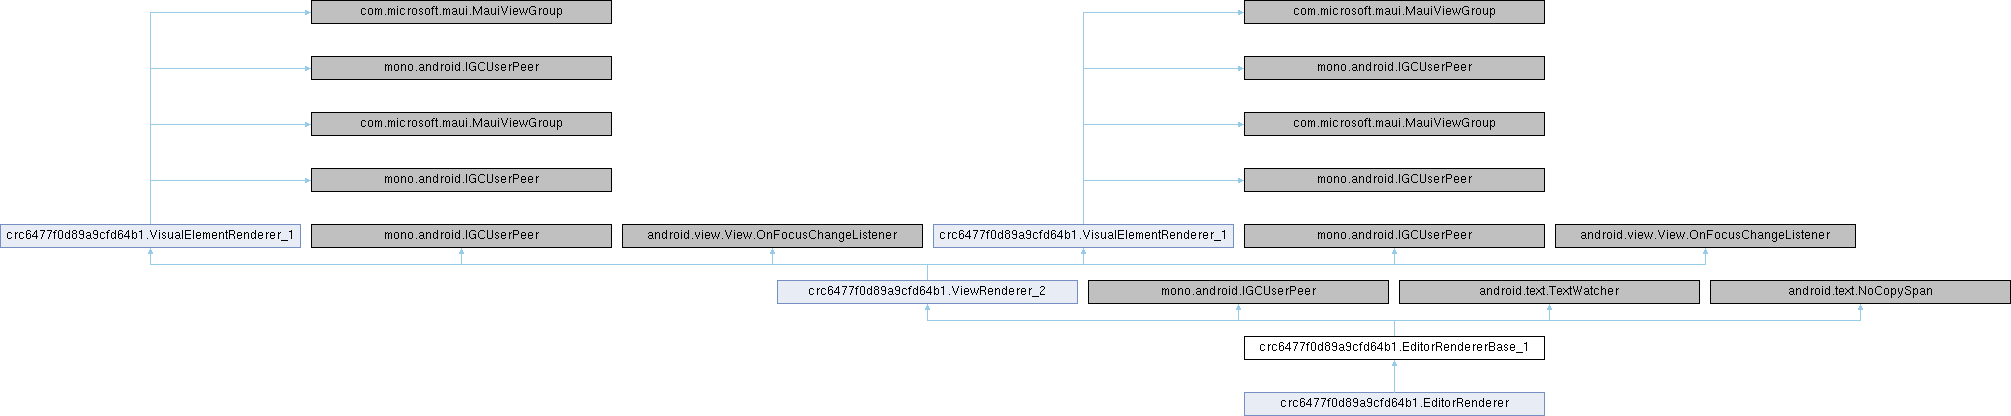 com.microsoft.maui.MauiViewGroup com.microsoft.maui.MauiViewGroup
mono.android.IGCUserPeer mono.android.IGCUserPeer
com.microsoft.maui.MauiViewGroup com.microsoft.maui.MauiViewGroup
mono.android.IGCUserPeer mono.android.IGCUserPeer
crc6477f0d89a9cfd64b1.VisualElementRenderer_1 mono.android.IGCUserPeer android.view.View.OnFocusChangeListener crc6477f0d89a9cfd64b1.VisualElementRenderer_1 mono.android.IGCUserPeer android.view.View.OnFocusChangeListener
crc6477f0d89a9cfd64b1.ViewRenderer_2 mono.android.IGCUserPeer android.text.TextWatcher android.text.NoCopySpan
crc6477f0d89a9cfd64b1.EditorRendererBase_1
crc6477f0d89a9cfd64b1.EditorRenderer